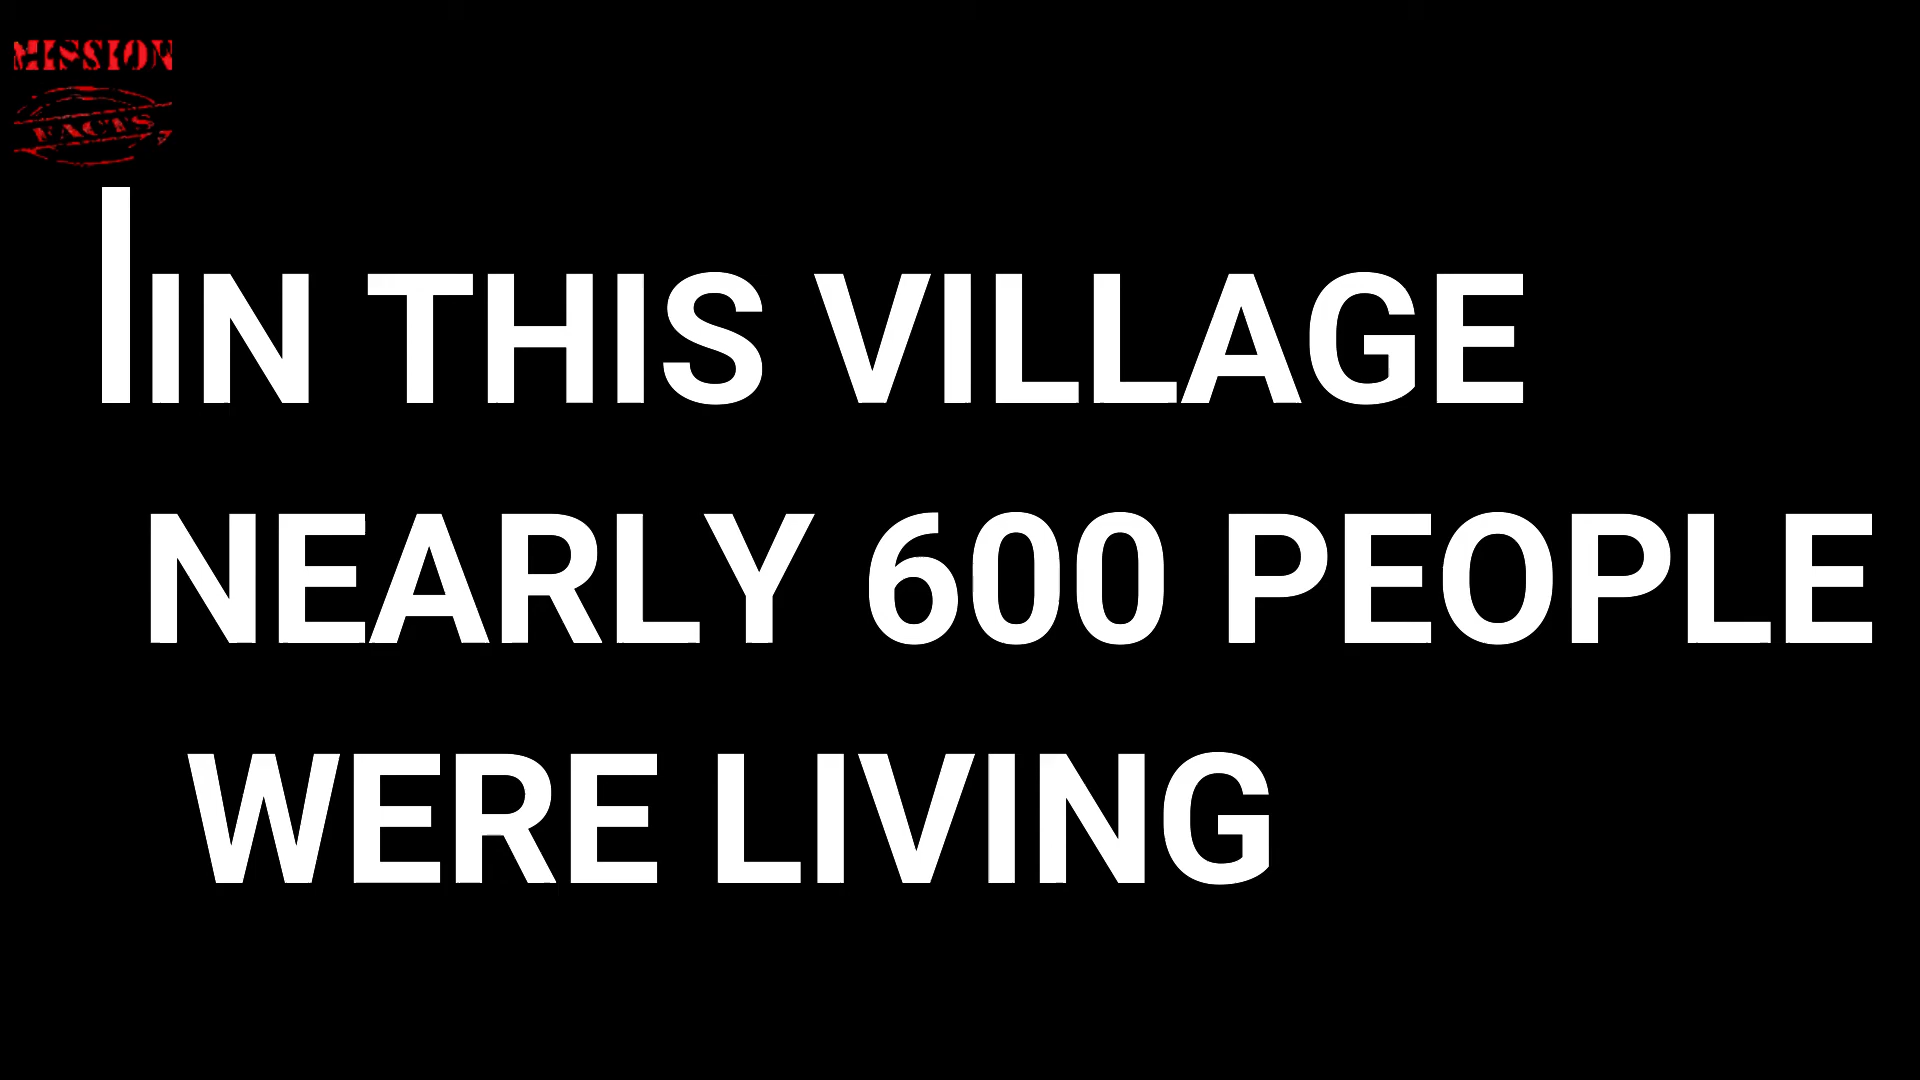 MISSION
FACTS
IIN THIS VILLAGE
NEARLY 600 PEOPLE
WERE LIVING